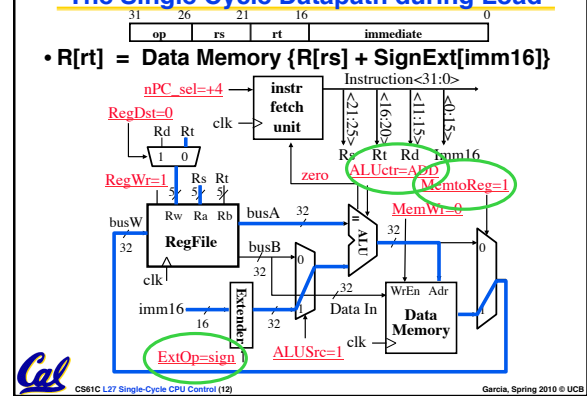 The Single Cycle Datapath during Load
31 26 21 16 0
op rs rt immediate
• R[rt] = Data Memory {R[rs] + SignExt[imm16]}
Instruction<31:0>
nPC_sel=+4
instr
fetch
unit
clk
<21:25>
<16:20>
<11:15>
<0:15>
Rs Rt Rd Imm16
RegDst=0
Rd Rt
1 0
zero
ALUctr=ADD
MemtoReg=1
RegWr=1
Rs Rt
5 5 5
MemWr=0
busW
32
Rw Ra Rb
RegFile
busA
32
busB
32
clk
=
ALU
32
0
1
0
1
imm16
16
Extender
32
32
Data In
WrEn Adr
Data
Memory
clk
ExtOp=sign
ALUSrc=1
Cal
CS61C L27 Single-Cycle CPU Control (12)
Garcia, Spring 2010 © UCB